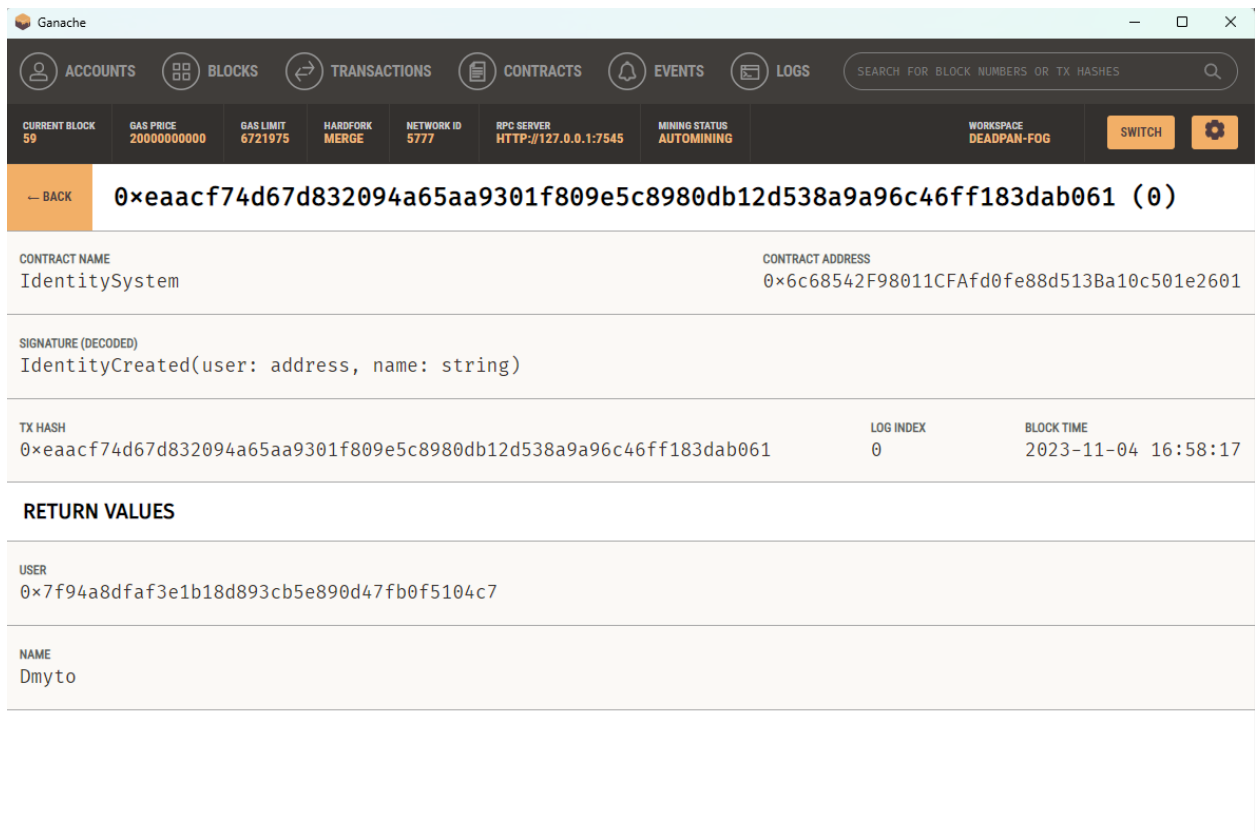 Ganache
ACCOUNTS BLOCKS TRANSACTIONS CONTRACTS EVENTS LOGS SEARCH FOR BLOCK NUMBERS OR TX HASHES
CURRENT BLOCK GAS PRICE GAS LIMIT HARDFORK NETWORK ID RPC SERVER MINING STATUS WORKSPACE
59 20000000000 6721975 MERGE 5777 HTTP://127.0.0.1:7545 AUTOMINING DEADPAN-FOG SWITCH
← BACK 0×eaacf74d67d832094a65aa9301f809e5c8980db12d538a9a96c46ff183dab061 (0)
CONTRACT NAME CONTRACT ADDRESS
IdentitySystem 0×6c68542F98011CFAfd0fe88d513Ba10c501e2601
SIGNATURE (DECODED)
IdentityCreated(user: address, name: string)
TX HASH LOG INDEX BLOCK TIME
0×eaacf74d67d832094a65aa9301f809e5c8980db12d538a9a96c46ff183dab061 0 2023-11-04 16:58:17
RETURN VALUES
USER
0×7f94a8dfaf3e1b18d893cb5e890d47fb0f5104c7
NAME
Dmyto